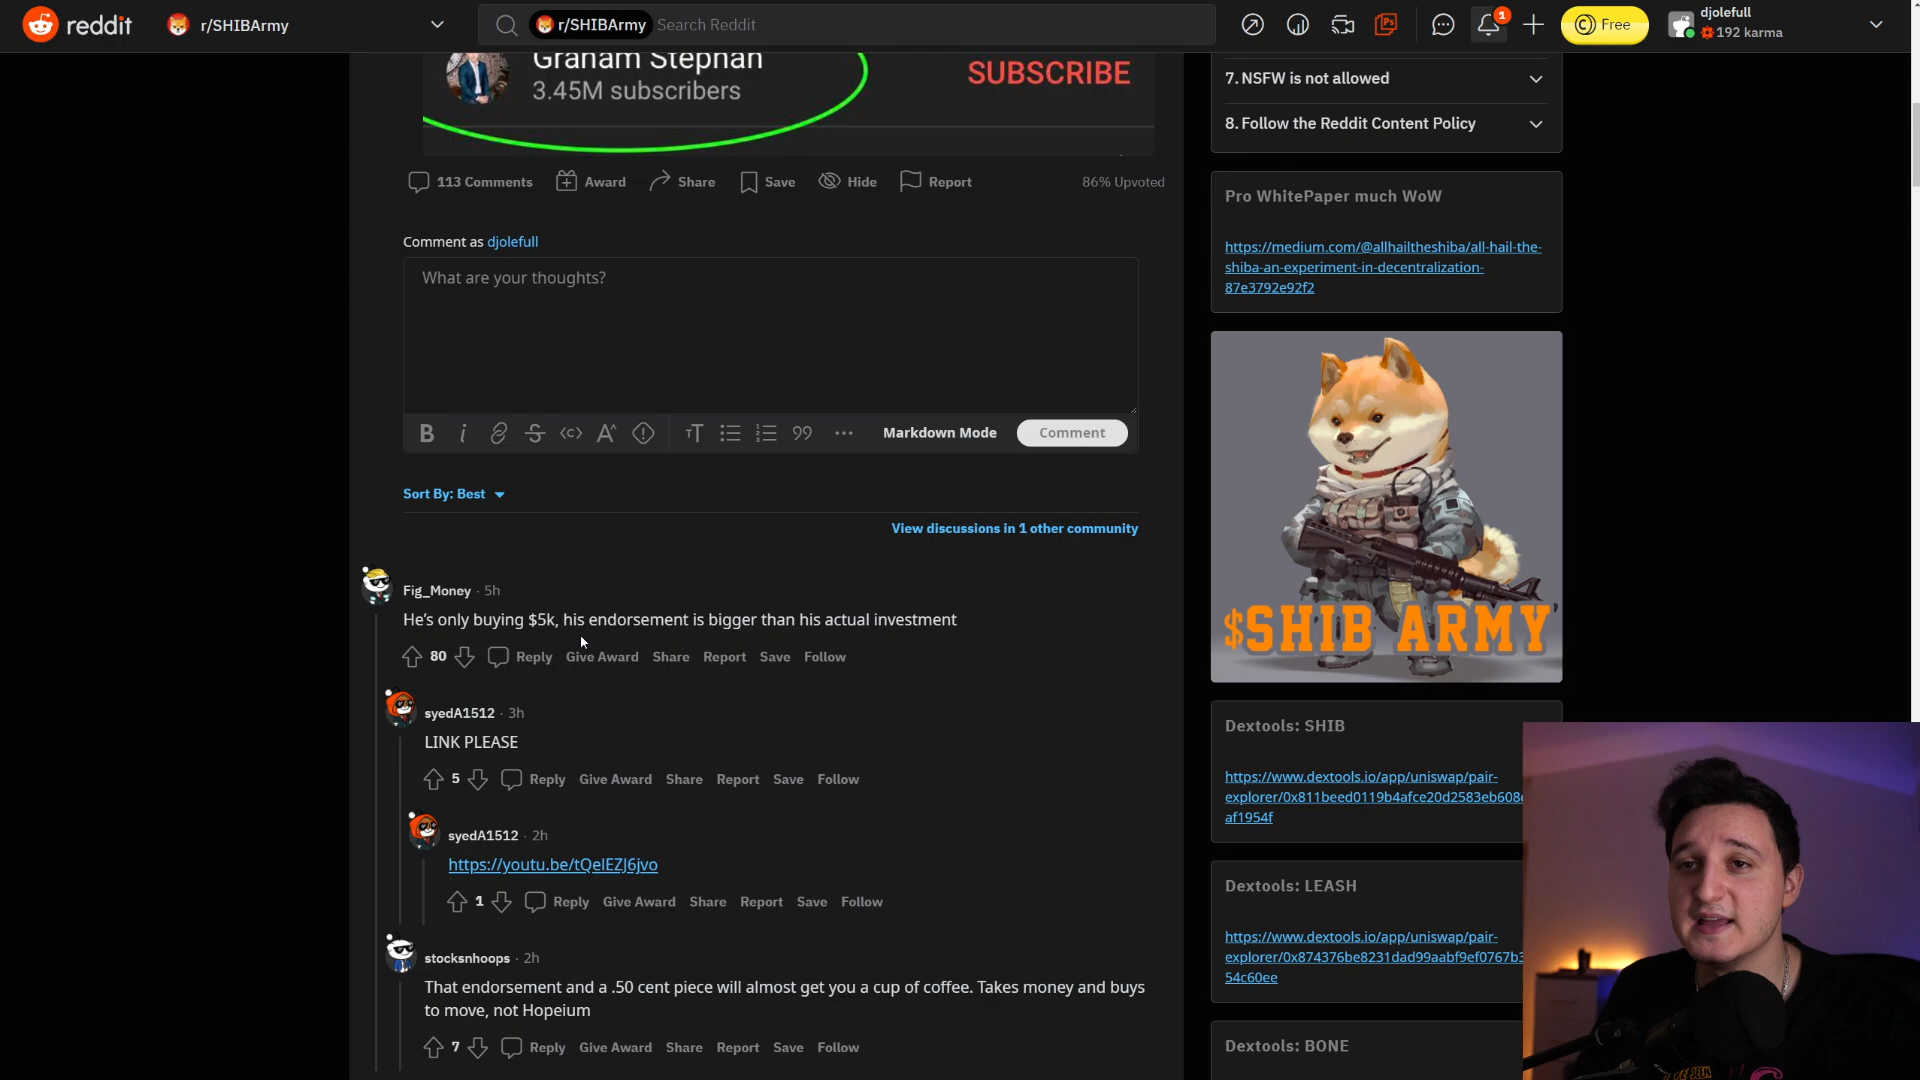 reddit
r/SHIBArmy
r/SHIBArmy Search Reddit
1
Free
djolefull
192 karma
Graham Stephan
3.45M subscribers
SUBSCRIBE
113 Comments
Award
Share
Save
Hide
Report
86% Upvoted
Comment as djolefull
What are your thoughts?
Markdown Mode
Comment
Sort By: Best
View discussions in 1 other community
Fig_Money · 5h
He's only buying $5k, his endorsement is bigger than his actual investment
80 Reply Give Award Share Report Save Follow
syedA1512 · 3h
LINK PLEASE
5 Reply Give Award Share Report Save Follow
syedA1512 · 2h
https://youtu.be/tQelEZJ6jvo
1 Reply Give Award Share Report Save Follow
stocksnhoops · 2h
That endorsement and a .50 cent piece will almost get you a cup of coffee. Takes money and buys
to move, not Hopeium
7 Reply Give Award Share Report Save Follow
7. NSFW is not allowed
8. Follow the Reddit Content Policy
Pro WhitePaper much WoW
https://medium.com/@allhailtheshiba/all-hail-the-
shiba-an-experiment-in-decentralization-
87e3792e92f2
$SHIB ARMY
Dextools: SHIB
https://www.dextools.io/app/uniswap/pair-
explorer/0x811beed0119b4afce20d2583eb608
af1954f
Dextools: LEASH
https://www.dextools.io/app/uniswap/pair-
explorer/0x874376be8231dad99aabf9ef0767b3
54c60ee
Dextools: BONE